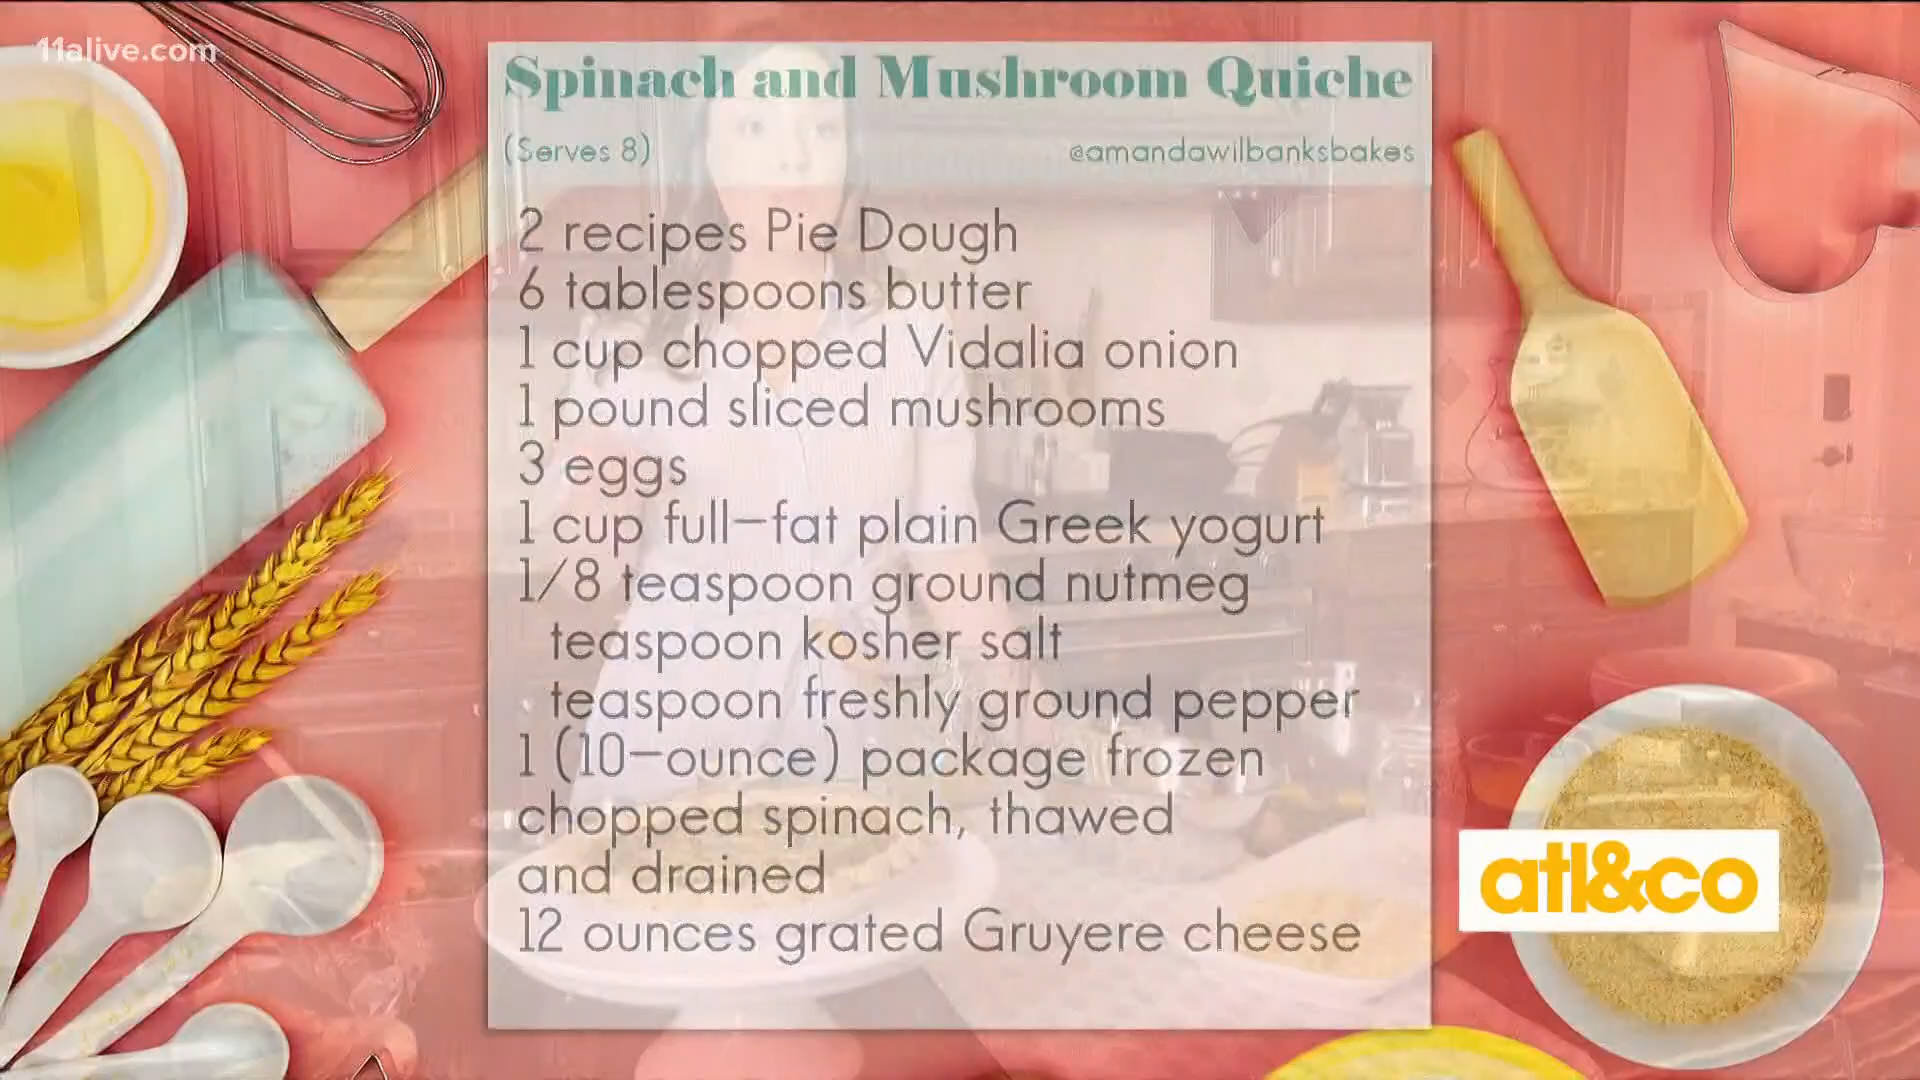 11alive.com
Spinach and Mushroom Quiche
(Serves 8) @amandawilbanksbakes
2 recipes Pie Dough
6 tablespoons butter
1 cup chopped Vidalia onion
1 pound sliced mushrooms
3 eggs
1 cup full-fat plain Greek yogurt
1/8 teaspoon ground nutmeg
teaspoon kosher salt
teaspoon freshly ground pepper
1 (10-ounce) package frozen
chopped spinach, thawed
and drained
12 ounces grated Gruyere cheese
atl&co